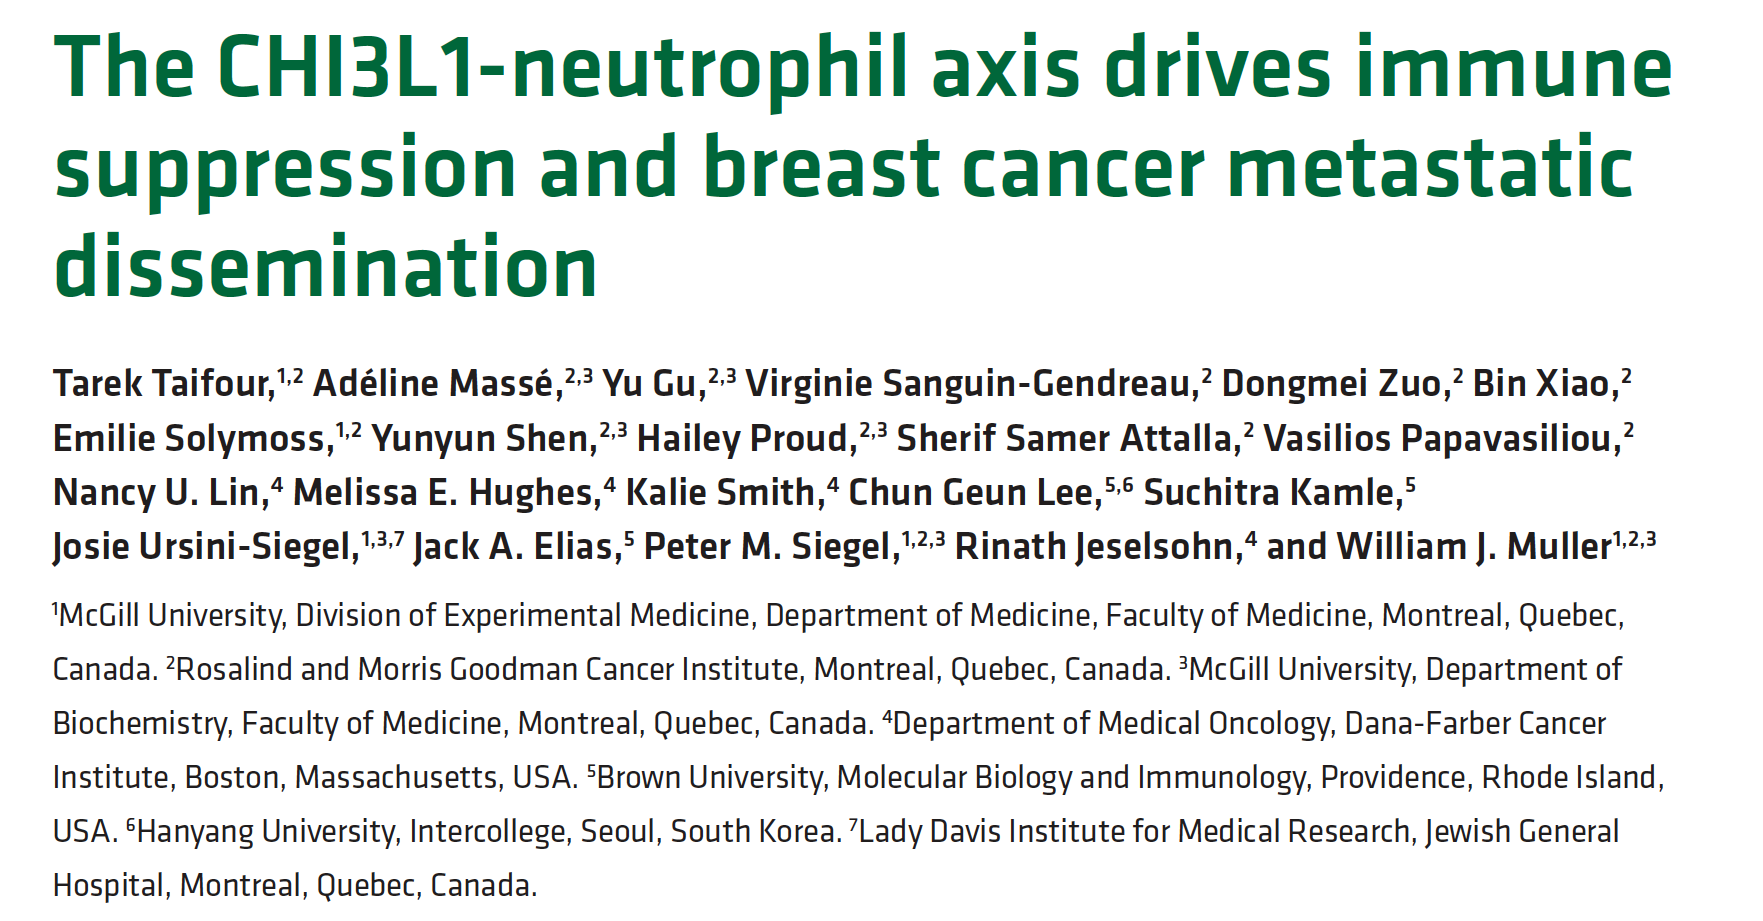 The CHI3L1-neutrophil axis drives immune
suppression and breast cancer metastatic
dissemination
Tarek Taifour,1,2 Adéline Massé,2,3 Yu Gu,2,3 Virginie Sanguin-Gendreau,2 Dongmei Zuo,2 Bin Xiao,2
Emilie Solymoss,1,2 Yunyun Shen,2,3 Hailey Proud,2,3 Sherif Samer Attalla,2 Vasilios Papavasiliou,2
Nancy U. Lin,4 Melissa E. Hughes,4 Kalie Smith,4 Chun Geun Lee,5,6 Suchitra Kamle,5
Josie Ursini-Siegel,1,3,7 Jack A. Elias,5 Peter M. Siegel,1,2,3 Rinath Jeselsohn,4 and William J. Muller1,2,3
1McGill University, Division of Experimental Medicine, Department of Medicine, Faculty of Medicine, Montreal, Quebec,
Canada. 2Rosalind and Morris Goodman Cancer Institute, Montreal, Quebec, Canada. 3McGill University, Department of
Biochemistry, Faculty of Medicine, Montreal, Quebec, Canada. 4Department of Medical Oncology, Dana-Farber Cancer
Institute, Boston, Massachusetts, USA. 5Brown University, Molecular Biology and Immunology, Providence, Rhode Island,
USA. 6Hanyang University, Intercollege, Seoul, South Korea. 7Lady Davis Institute for Medical Research, Jewish General
Hospital, Montreal, Quebec, Canada.